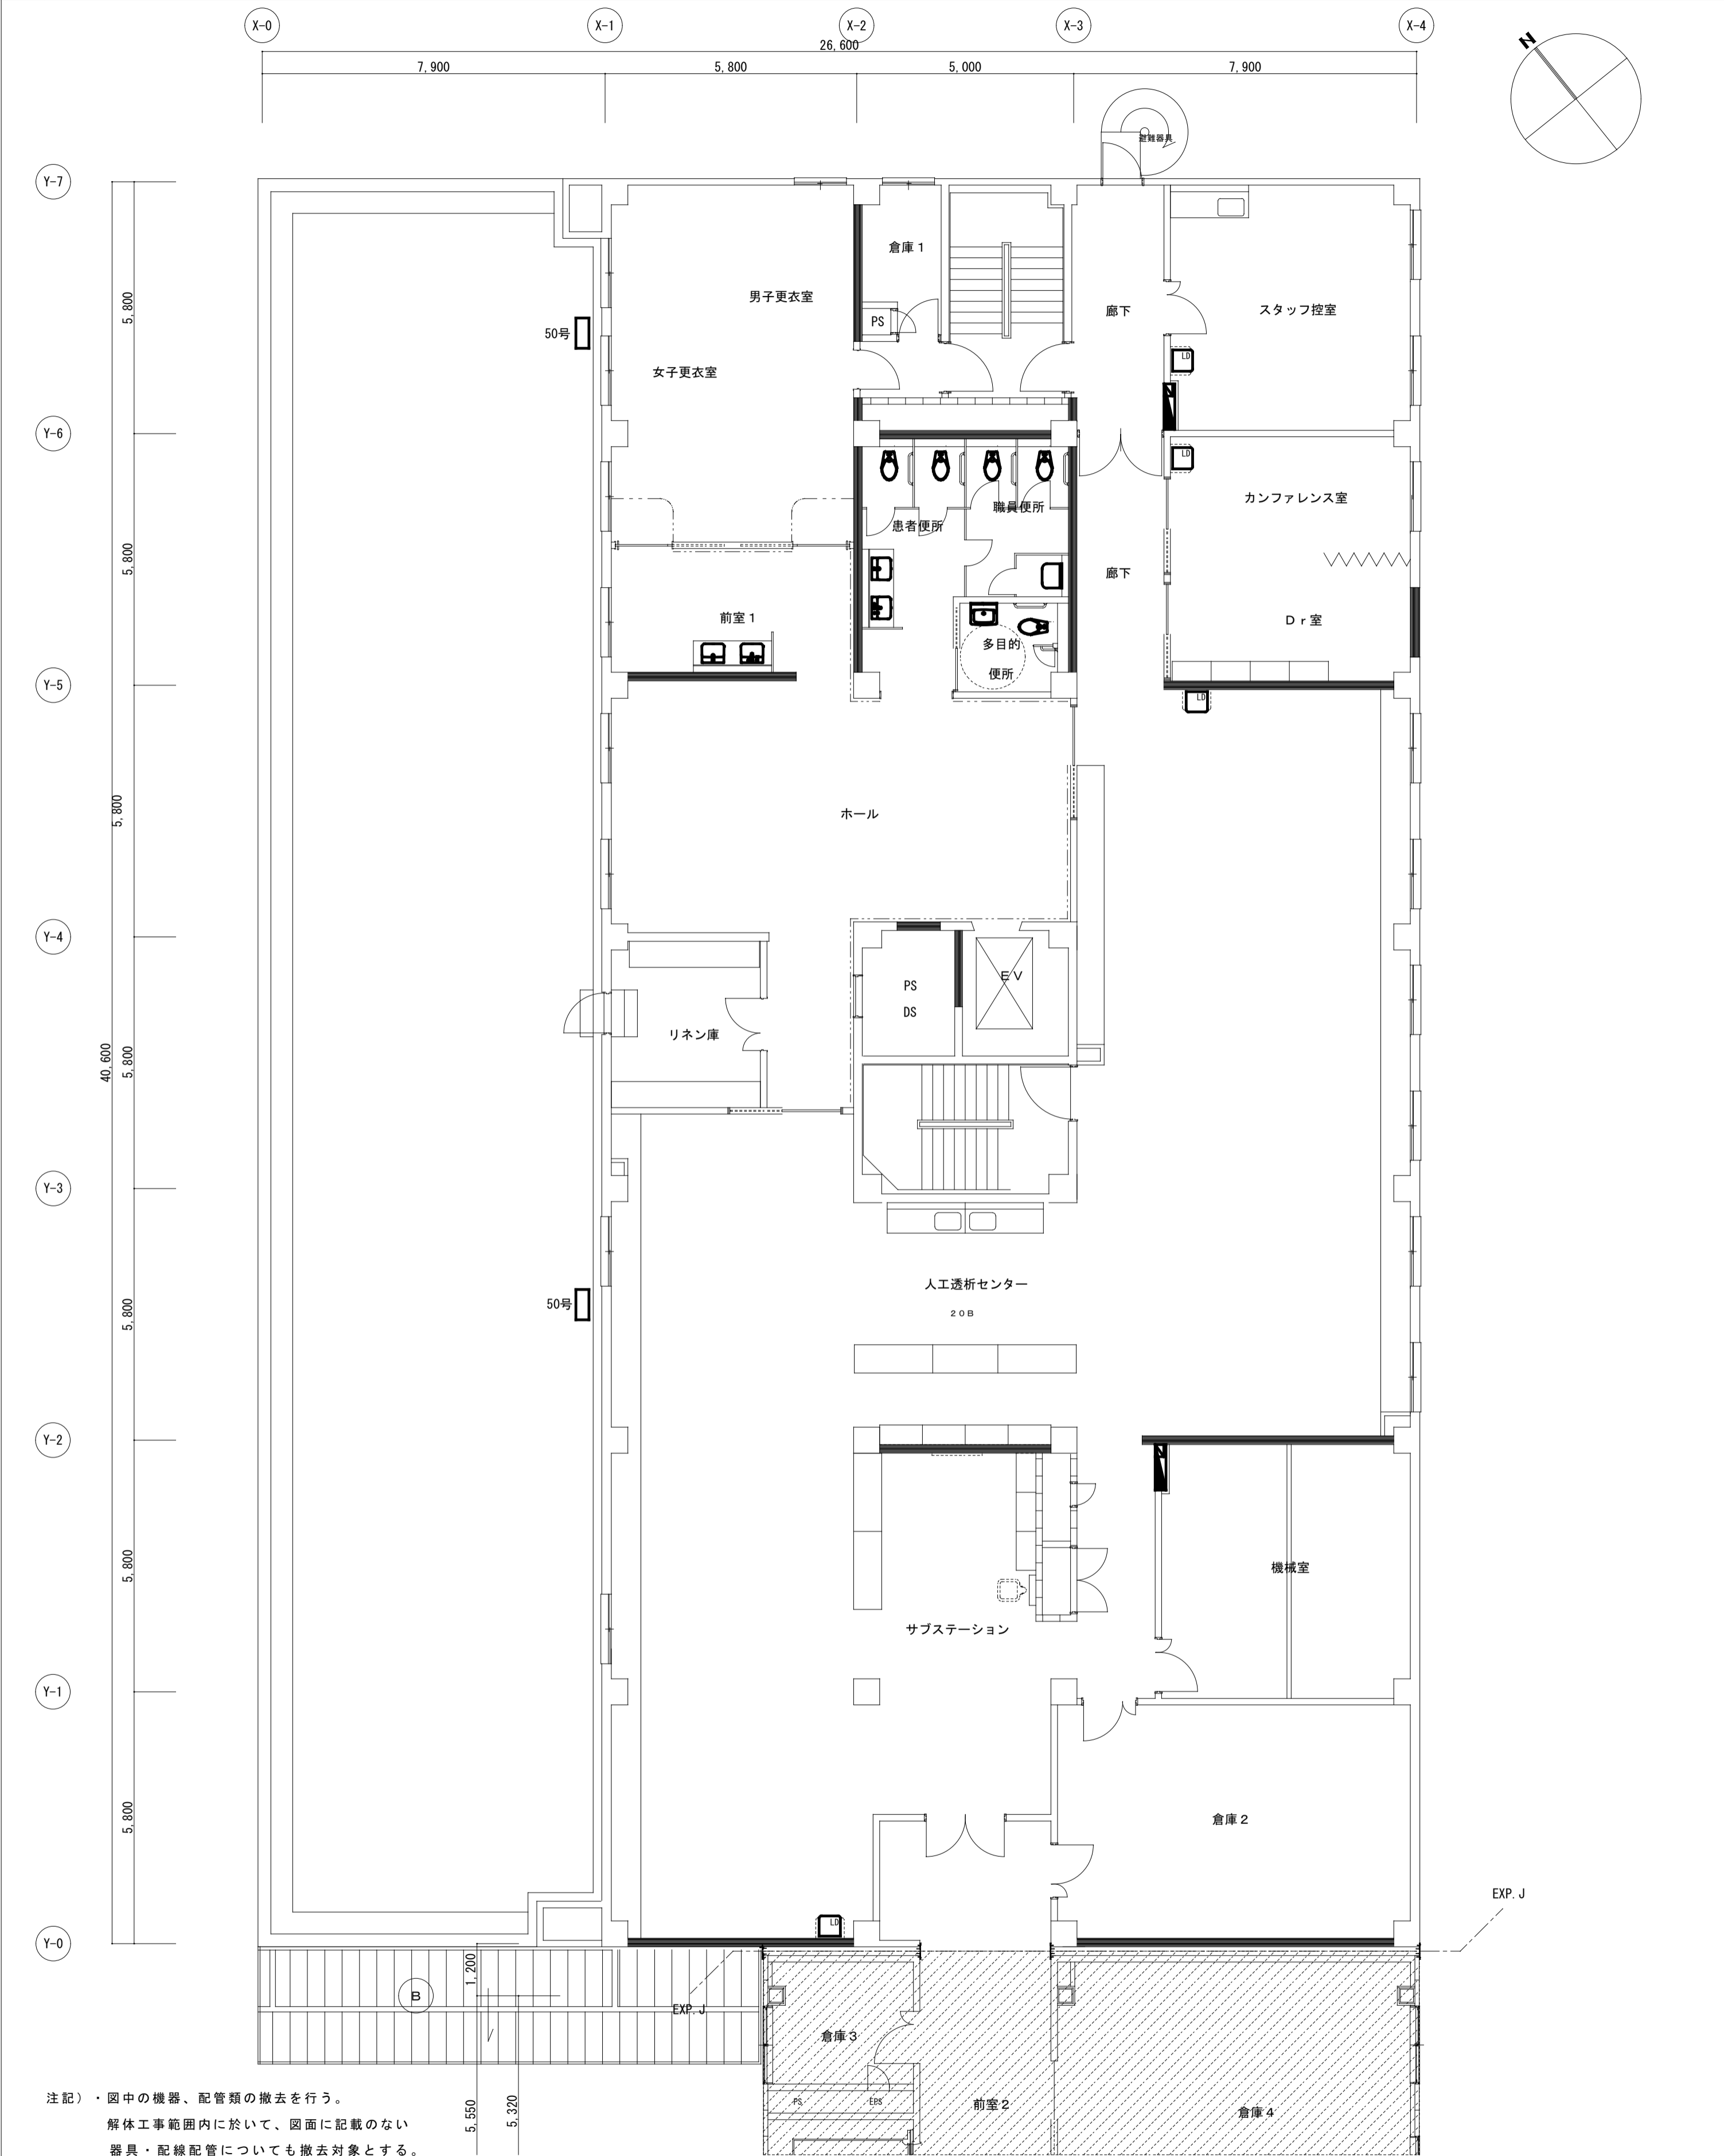 X-0
X-1
X-2
X-3
X-4
26,600
7,900
5,800
5,000
7,900
N
避難器具
Y-7
倉庫１
男子更衣室
5,800
廊下
スタッフ控室
PS
50号
LD
女子更衣室
Y-6
LD
カンファレンス室
職員便所
患者便所
5,800
廊下
前室１
Ｄｒ室
多目的
便所
Y-5
LD
5,800
ホール
Y-4
ＥＶ
PS
DS
リネン庫
40,600
5,800
Y-3
人工透析センター
２０Ｂ
50号
5,800
Y-2
5,800
機械室
サブステーション
Y-1
5,800
倉庫２
EXP.J
LD
Y-0
1,200
B
EXP.J
倉庫３
注記）・図中の機器、配管類の撤去を行う。
解体工事範囲内に於いて、図面に記載のない
器具・配線配管についても撤去対象とする。
5,550
5,320
PS
EPS
前室２
倉庫４